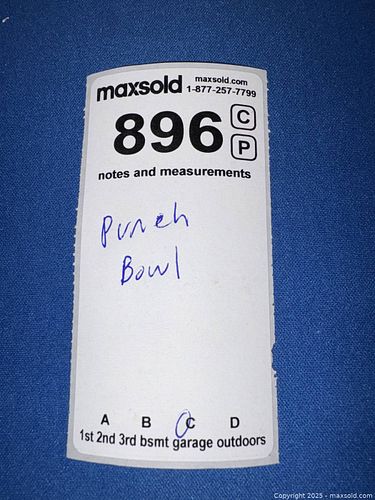 maxsold maxsold.com
1-877-257-7799
896 C
P
notes and measurements
Punch
Bowl
A B C D
1st 2nd 3rd bsmt garage outdoors
Copyright 2025 - maxsold.com